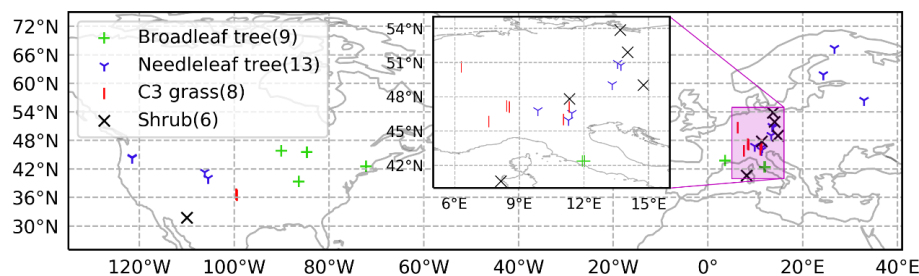 72°N
66°N
60°N
54°N
48°N
42°N
36°N
30°N
Broadleaf tree(9)
Needleleaf tree(13)
C3 grass(8)
Shrub(6)
54°N
51°N
48°N
45°N
42°N
6°E 9°E 12°E 15°E
120°W 100°W 80°W 60°W 40°W 20°W 0°E 20°E 40°E